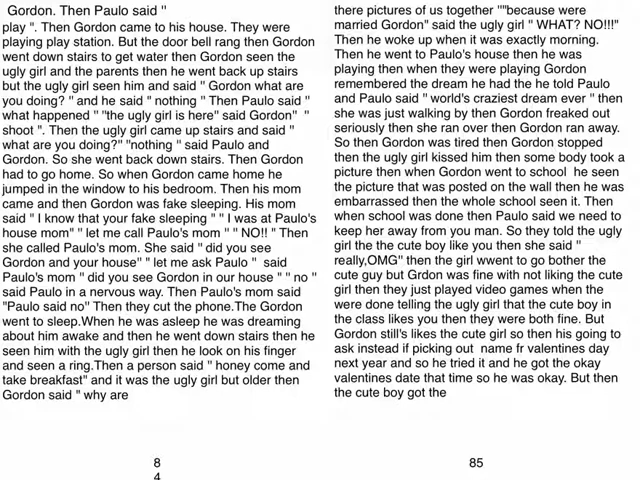 Gordon. Then Paulo said "
play ". Then Gordon came to his house. They were
playing play station. But the door bell rang then Gordon
went down stairs to get water then Gordon seen the
ugly girl and the parents then he went back up stairs
but the ugly girl seen him and said " Gordon what are
you doing? " and he said " nothing " Then Paulo said "
what happened " "the ugly girl is here" said Gordon" "
shoot ". Then the ugly girl came up stairs and said "
what are you doing?" "nothing " said Paulo and
Gordon. So she went back down stairs. Then Gordon
had to go home. So when Gordon came home he
jumped in the window to his bedroom. Then his mom
came and then Gordon was fake sleeping. His mom
said " I know that your fake sleeping " " I was at Paulo's
house mom" " let me call Paulo's mom " " NO!! " Then
she called Paulo's mom. She said " did you see
Gordon and your house" " let me ask Paulo " said
Paulo's mom " did you see Gordon in our house " " no "
said Paulo in a nervous way. Then Paulo's mom said
"Paulo said no" Then they cut the phone.The Gordon
went to sleep.When he was asleep he was dreaming
about him awake and then he went down stairs then he
seen him with the ugly girl then he look on his finger
and seen a ring.Then a person said " honey come and
take breakfast" and it was the ugly girl but older then
Gordon said " why are
8
4
there pictures of us together ""because were
married Gordon" said the ugly girl " WHAT? NO!!!"
Then he woke up when it was exactly morning.
Then he went to Paulo's house then he was
playing then when they were playing Gordon
remembered the dream he had the he told Paulo
and Paulo said " world's craziest dream ever " then
she was just walking by then Gordon freaked out
seriously then she ran over then Gordon ran away.
So then Gordon was tired then Gordon stopped
then the ugly girl kissed him then some body took a
picture then when Gordon went to school he seen
the picture that was posted on the wall then he was
embarrassed then the whole school seen it. Then
when school was done then Paulo said we need to
keep her away from you man. So they told the ugly
girl the the cute boy like you then she said "
really,OMG" then the girl wwent to go bother the
cute guy but Grdon was fine with not liking the cute
girl then they just played video games when the
were done telling the ugly girl that the cute boy in
the class likes you then they were both fine. But
Gordon still's likes the cute girl so then his going to
ask instead if picking out name fr valentines day
next year and so he tried it and he got the okay
valentines date that time so he was okay. But then
the cute boy got the
85